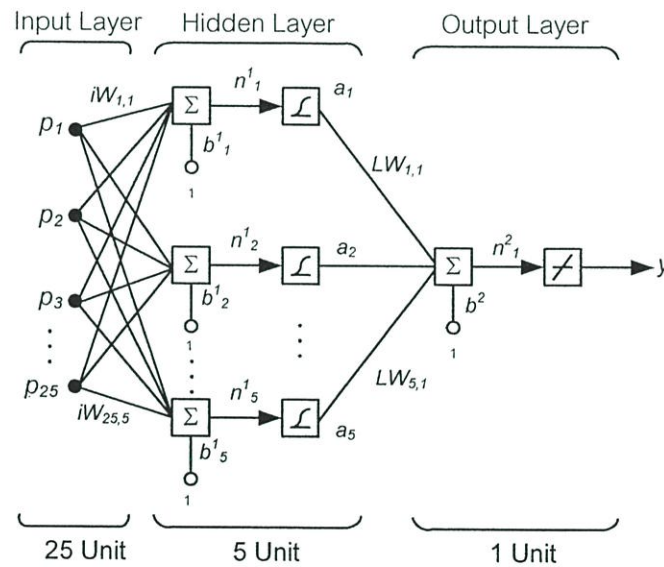 Input Layer Hidden Layer Output Layer
iW1,1 n¹1 a1
p1 Σ
b¹1
1
LW1,1
p2
n¹2 a2 n²1
Σ Σ y
p3 b¹2 b²
1 1
LW5,1
p25 n¹5
iW25,5 Σ a5
b¹5
1
25 Unit 5 Unit 1 Unit